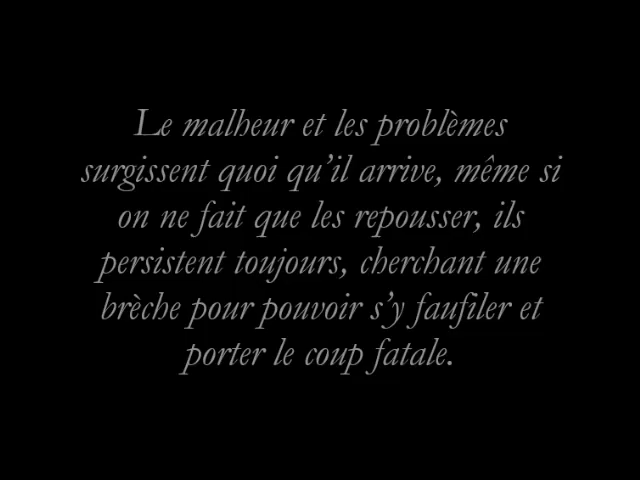 Le malheur et les problèmes
surgissent quoi qu’il arrive, même si
on ne fait que les repousser, ils
persistent toujours, cherchant une
brèche pour pouvoir s’y faufiler et
porter le coup fatale.